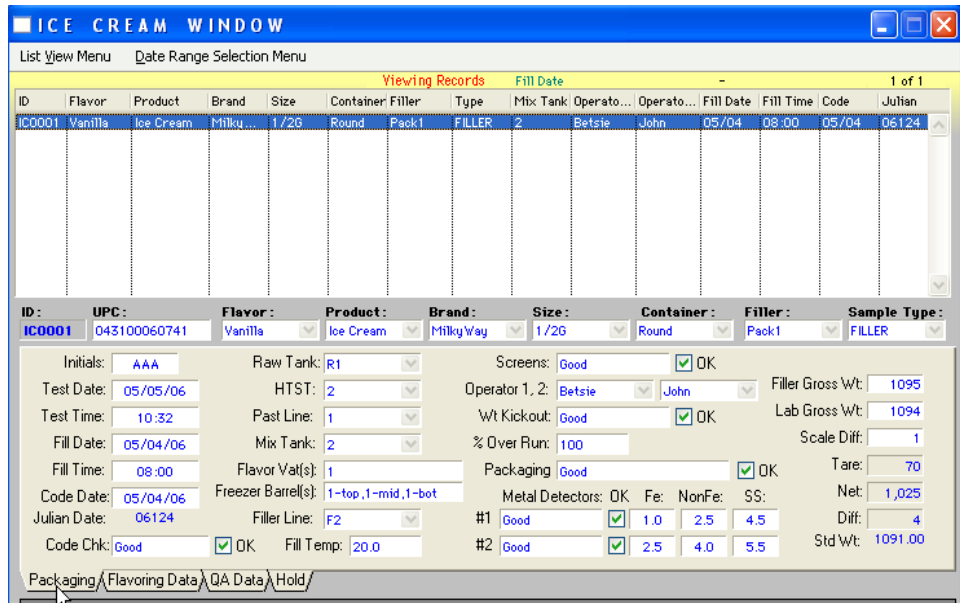 ICE CREAM WINDOW
List View Menu Date Range Selection Menu
Viewing Records Fill Date - 1 of 1
ID Flavor Product Brand Size Container Filler Type Mix Tank Operato... Operato... Fill Date Fill Time Code Julian
IC0001 Vanilla Ice Cream Milky... 1/2G Round Pack1 FILLER 2 Betsie John 05/04 08:00 05/04 06124
ID: UPC: Flavor: Product: Brand: Size: Container: Filler: Sample Type:
IC0001 043100060741 Vanilla Ice Cream MilkyWay 1/2G Round Pack1 FILLER
Initials: AAA Raw Tank: R1 Screens: Good OK
Test Date: 05/05/06 HTST: 2 Operator 1, 2: Betsie John Filler Gross Wt: 1095
Test Time: 10:32 Past Line: 1 Wt Kickout: Good OK Lab Gross Wt: 1094
Fill Date: 05/04/06 Mix Tank: 2 % Over Run: 100 Scale Diff: 1
Fill Time: 08:00 Flavor Vat(s): 1 Packaging Good OK Tare: 70
Code Date: 05/04/06 Freezer Barrel(s): 1-top,1-mid,1-bot Metal Detectors: OK Fe: NonFe: SS: Net: 1,025
Julian Date: 06124 Filler Line: F2 #1 Good 1.0 2.5 4.5 Diff: 4
Code Chk: Good OK Fill Temp: 20.0 #2 Good 2.5 4.0 5.5 Std Wt: 1091.00
Packaging Flavoring Data QA Data Hold